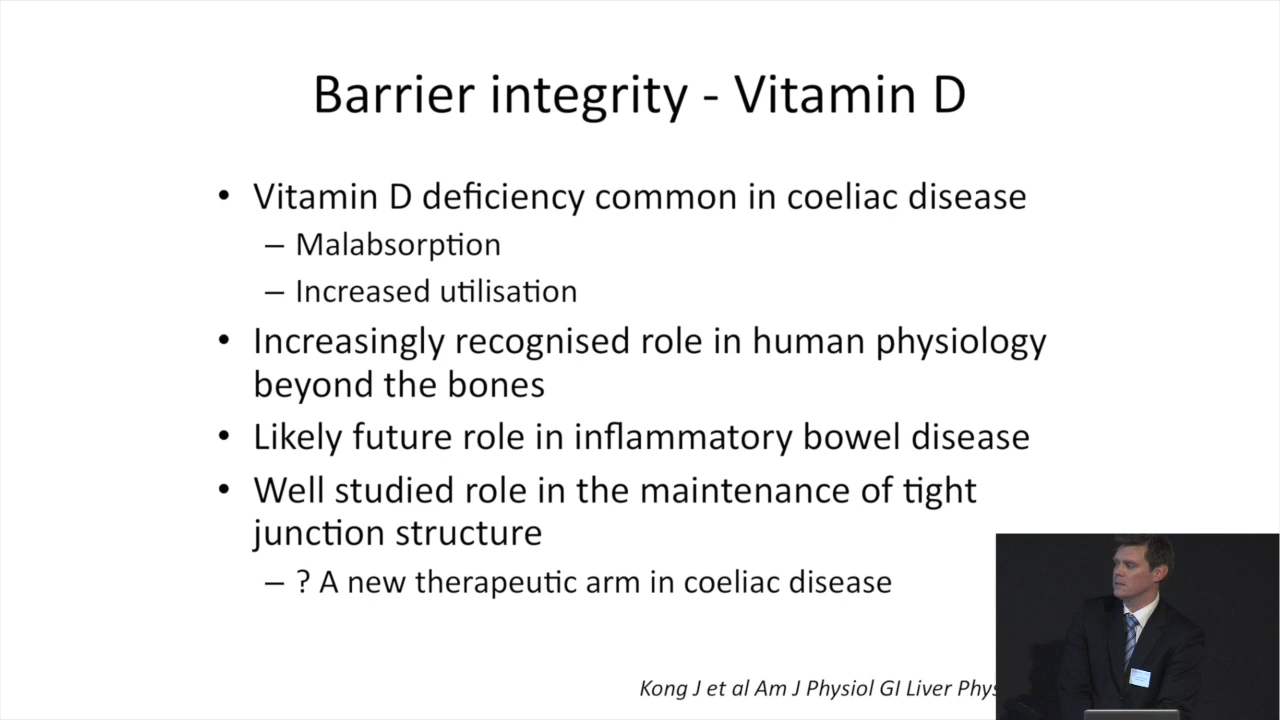 Barrier integrity - Vitamin D
• Vitamin D deficiency common in coeliac disease
– Malabsorption
– Increased utilisation
• Increasingly recognised role in human physiology
beyond the bones
• Likely future role in inflammatory bowel disease
• Well studied role in the maintenance of tight
junction structure
– ? A new therapeutic arm in coeliac disease
Kong J et al Am J Physiol GI Liver